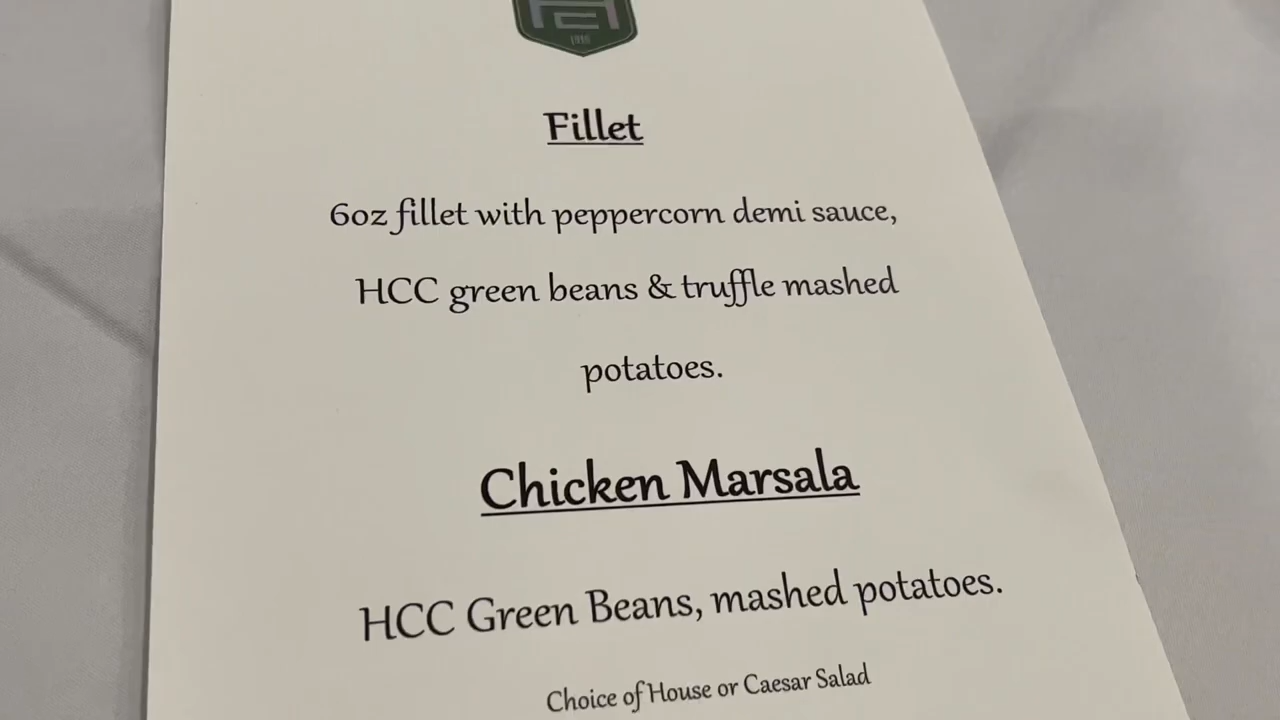 Fillet
6oz fillet with peppercorn demi sauce,
HCC green beans & truffle mashed
potatoes.
Chicken Marsala
HCC Green Beans, mashed potatoes.
Choice of House or Caesar Salad